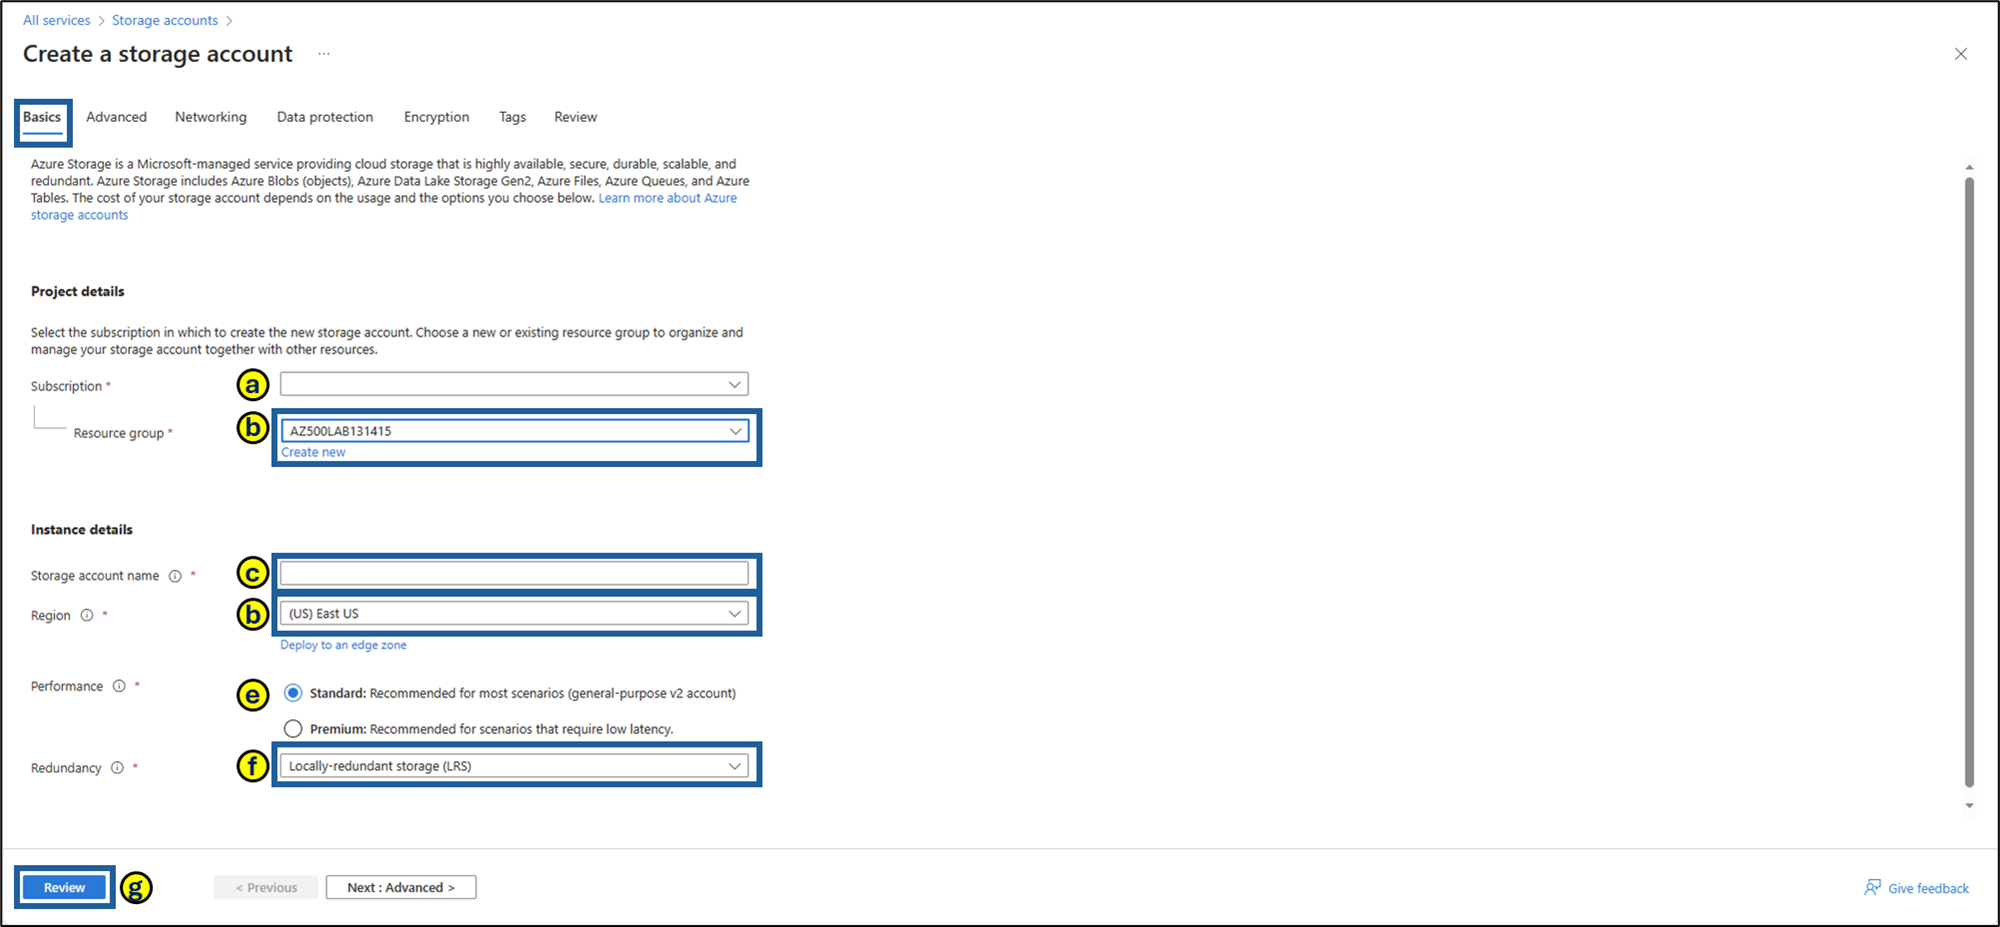 All services > Storage accounts >
Create a storage account ...
Basics Advanced Networking Data protection Encryption Tags Review
Azure Storage is a Microsoft-managed service providing cloud storage that is highly available, secure, durable, scalable, and
redundant. Azure Storage includes Azure Blobs (objects), Azure Data Lake Storage Gen2, Azure Files, Azure Queues, and Azure
Tables. The cost of your storage account depends on the usage and the options you choose below. Learn more about Azure
storage accounts
Project details
Select the subscription in which to create the new storage account. Choose a new or existing resource group to organize and
manage your storage account together with other resources.
Subscription * a
Resource group * b AZ500LAB131415
Create new
Instance details
Storage account name * c
Region * b (US) East US
Deploy to an edge zone
Performance * e Standard: Recommended for most scenarios (general-purpose v2 account)
Premium: Recommended for scenarios that require low latency.
Redundancy * f Locally-redundant storage (LRS)
Review g < Previous Next : Advanced > Give feedback